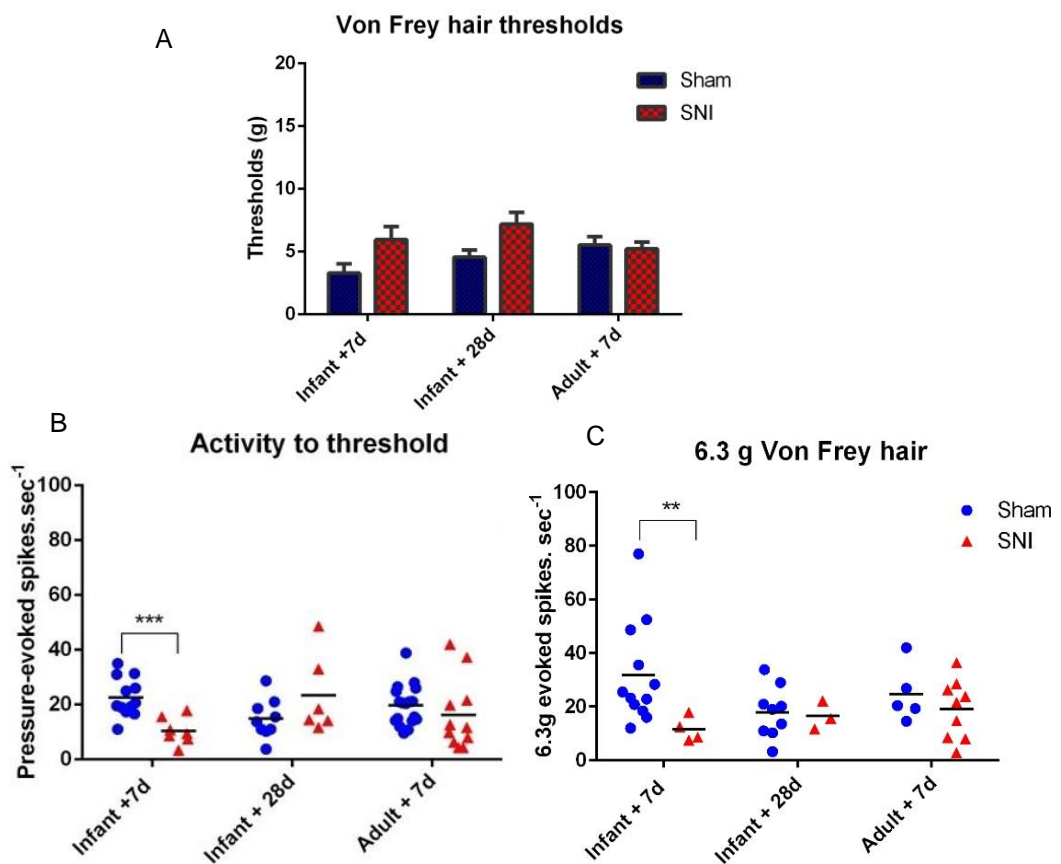 A
Von Frey hair thresholds
Thresholds (g)
20
15
10
5
0
Sham
SNI
Infant +7d
Infant + 28d
Adult + 7d
B
Activity to threshold
Pressure-evoked spikes.sec-1
100
80
60
40
20
0
***
Infant +7d
Infant + 28d
Adult + 7d
C
6.3 g Von Frey hair
6.3g evoked spikes. sec-1
100
80
60
40
20
0
**
Sham
SNI
Infant + 7d
Infant + 28d
Adult + 7d